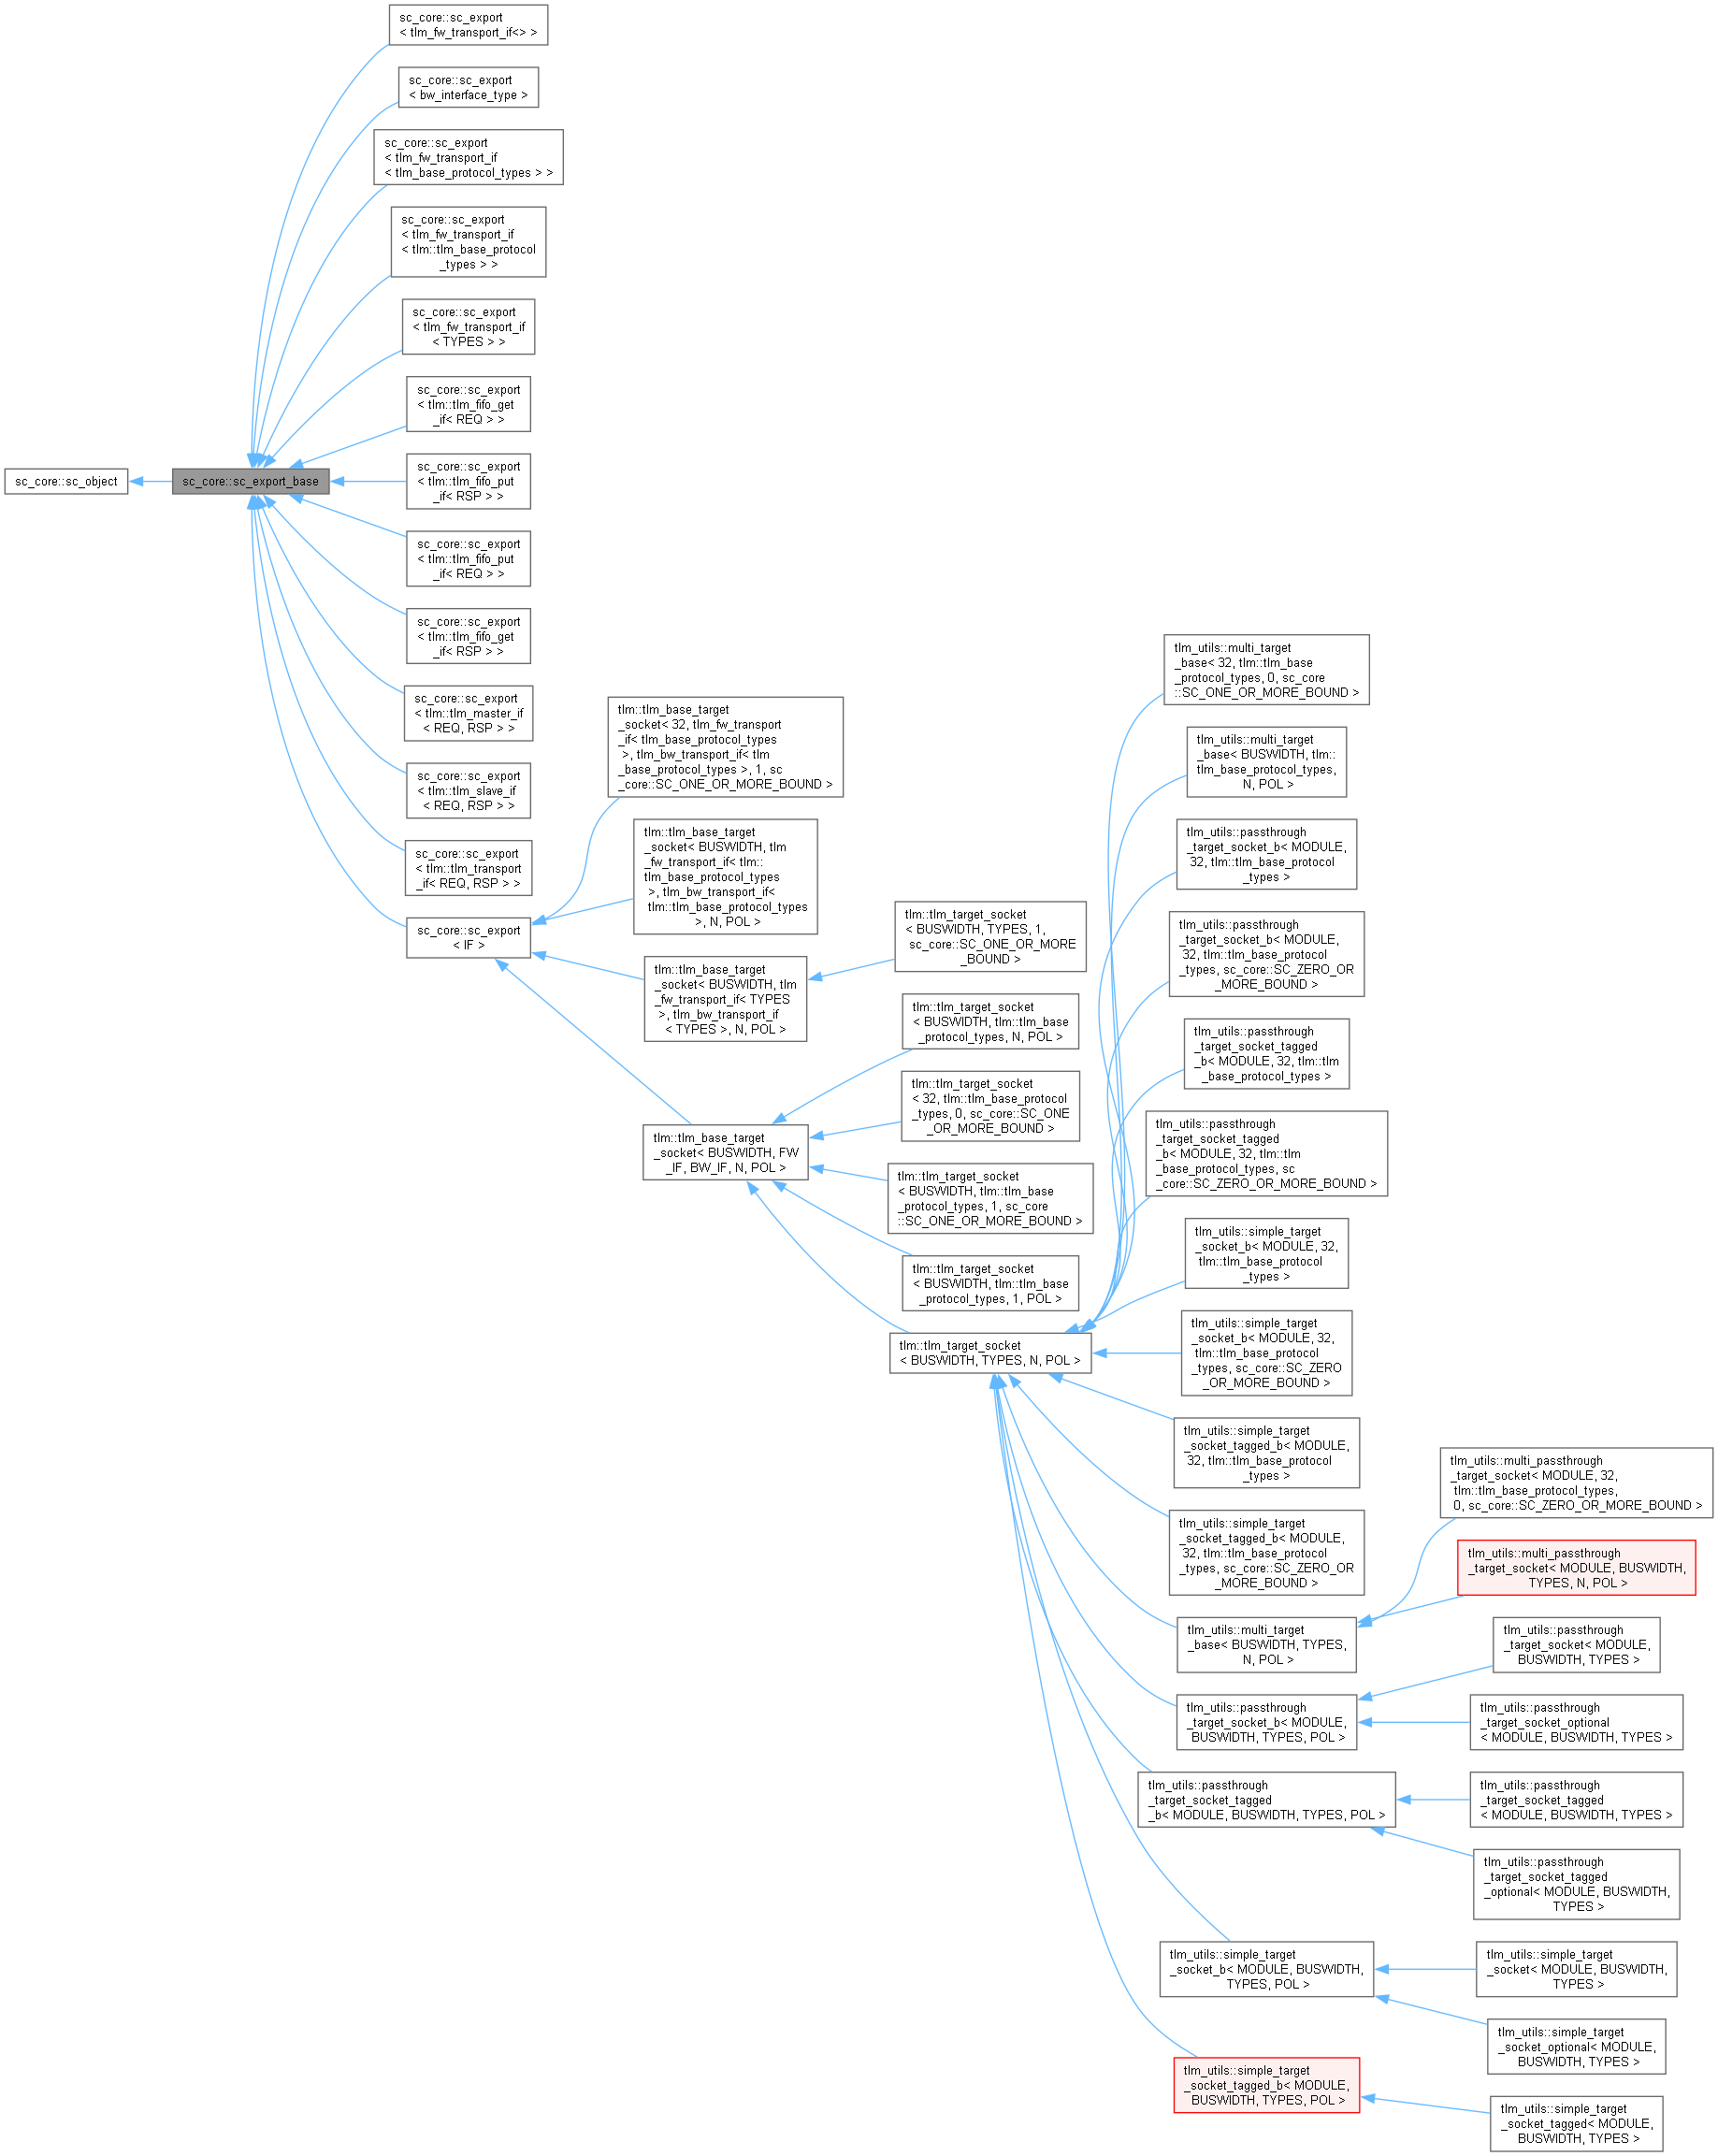 sc_core::sc_object
sc_core::sc_export_base
sc_core::sc_export
< tlm_fw_transport_if<> >
sc_core::sc_export
< bw_interface_type >
sc_core::sc_export
< tlm_fw_transport_if
< tlm_base_protocol_types > >
sc_core::sc_export
< tlm_fw_transport_if
< tlm::tlm_base_protocol
_types > >
sc_core::sc_export
< tlm_fw_transport_if
< TYPES > >
sc_core::sc_export
< tlm::tlm_fifo_get
_if< REQ > >
sc_core::sc_export
< tlm::tlm_fifo_put
_if< RSP > >
sc_core::sc_export
< tlm::tlm_fifo_put
_if< REQ > >
sc_core::sc_export
< tlm::tlm_fifo_get
_if< RSP > >
sc_core::sc_export
< tlm::tlm_master_if
< REQ, RSP > >
sc_core::sc_export
< tlm::tlm_slave_if
< REQ, RSP > >
sc_core::sc_export
< tlm::tlm_transport
_if< REQ, RSP > >
sc_core::sc_export
< IF >
tlm::tlm_base_target
_socket< 32, tlm_fw_transport
_if< tlm_base_protocol_types
>, tlm_bw_transport_if< tlm
_base_protocol_types >, 1, sc
_core::SC_ONE_OR_MORE_BOUND >
tlm::tlm_base_target
_socket< BUSWIDTH, tlm
_fw_transport_if< tlm::
tlm_base_protocol_types
>, tlm_bw_transport_if<
tlm::tlm_base_protocol_types
>, N, POL >
tlm::tlm_base_target
_socket< BUSWIDTH, tlm
_fw_transport_if< TYPES
>, tlm_bw_transport_if
< TYPES >, N, POL >
tlm::tlm_base_target
_socket< BUSWIDTH, FW
_IF, BW_IF, N, POL >
tlm::tlm_target_socket
< BUSWIDTH, TYPES, 1,
sc_core::SC_ONE_OR_MORE
_BOUND >
tlm::tlm_target_socket
< BUSWIDTH, tlm::tlm_base
_protocol_types, N, POL >
tlm::tlm_target_socket
< 32, tlm::tlm_base_protocol
_types, 0, sc_core::SC_ONE
_OR_MORE_BOUND >
tlm::tlm_target_socket
< BUSWIDTH, tlm::tlm_base
_protocol_types, 1, sc_core
::SC_ONE_OR_MORE_BOUND >
tlm::tlm_target_socket
< BUSWIDTH, tlm::tlm_base
_protocol_types, 1, POL >
tlm::tlm_target_socket
< BUSWIDTH, TYPES, N, POL >
tlm_utils::multi_target
_base< 32, tlm::tlm_base
_protocol_types, 0, sc_core
::SC_ONE_OR_MORE_BOUND >
tlm_utils::multi_target
_base< BUSWIDTH, tlm::
tlm_base_protocol_types,
N, POL >
tlm_utils::passthrough
_target_socket_b< MODULE,
32, tlm::tlm_base_protocol
_types >
tlm_utils::passthrough
_target_socket_b< MODULE,
32, tlm::tlm_base_protocol
_types, sc_core::SC_ZERO_OR
_MORE_BOUND >
tlm_utils::passthrough
_target_socket_tagged
_b< MODULE, 32, tlm::tlm
_base_protocol_types >
tlm_utils::passthrough
_target_socket_tagged
_b< MODULE, 32, tlm::tlm
_base_protocol_types, sc
_core::SC_ZERO_OR_MORE_BOUND >
tlm_utils::simple_target
_socket_b< MODULE, 32,
tlm::tlm_base_protocol
_types >
tlm_utils::simple_target
_socket_b< MODULE, 32,
tlm::tlm_base_protocol
_types, sc_core::SC_ZERO
_OR_MORE_BOUND >
tlm_utils::simple_target
_socket_tagged_b< MODULE,
32, tlm::tlm_base_protocol
_types >
tlm_utils::simple_target
_socket_tagged_b< MODULE,
32, tlm::tlm_base_protocol
_types, sc_core::SC_ZERO_OR
_MORE_BOUND >
tlm_utils::multi_target
_base< BUSWIDTH, TYPES,
N, POL >
tlm_utils::passthrough
_target_socket_b< MODULE,
BUSWIDTH, TYPES, POL >
tlm_utils::passthrough
_target_socket_tagged
_b< MODULE, BUSWIDTH, TYPES, POL >
tlm_utils::simple_target
_socket_b< MODULE, BUSWIDTH,
TYPES, POL >
tlm_utils::simple_target
_socket_tagged_b< MODULE,
BUSWIDTH, TYPES, POL >
tlm_utils::multi_passthrough
_target_socket< MODULE, 32,
tlm::tlm_base_protocol_types,
0, sc_core::SC_ZERO_OR_MORE_BOUND >
tlm_utils::multi_passthrough
_target_socket< MODULE, BUSWIDTH,
TYPES, N, POL >
tlm_utils::passthrough
_target_socket< MODULE,
BUSWIDTH, TYPES >
tlm_utils::passthrough
_target_socket_optional
< MODULE, BUSWIDTH, TYPES >
tlm_utils::passthrough
_target_socket_tagged
< MODULE, BUSWIDTH, TYPES >
tlm_utils::passthrough
_target_socket_tagged
_optional< MODULE, BUSWIDTH,
TYPES >
tlm_utils::simple_target
_socket< MODULE, BUSWIDTH,
TYPES >
tlm_utils::simple_target
_socket_optional< MODULE,
BUSWIDTH, TYPES >
tlm_utils::simple_target
_socket_tagged< MODULE,
BUSWIDTH, TYPES >